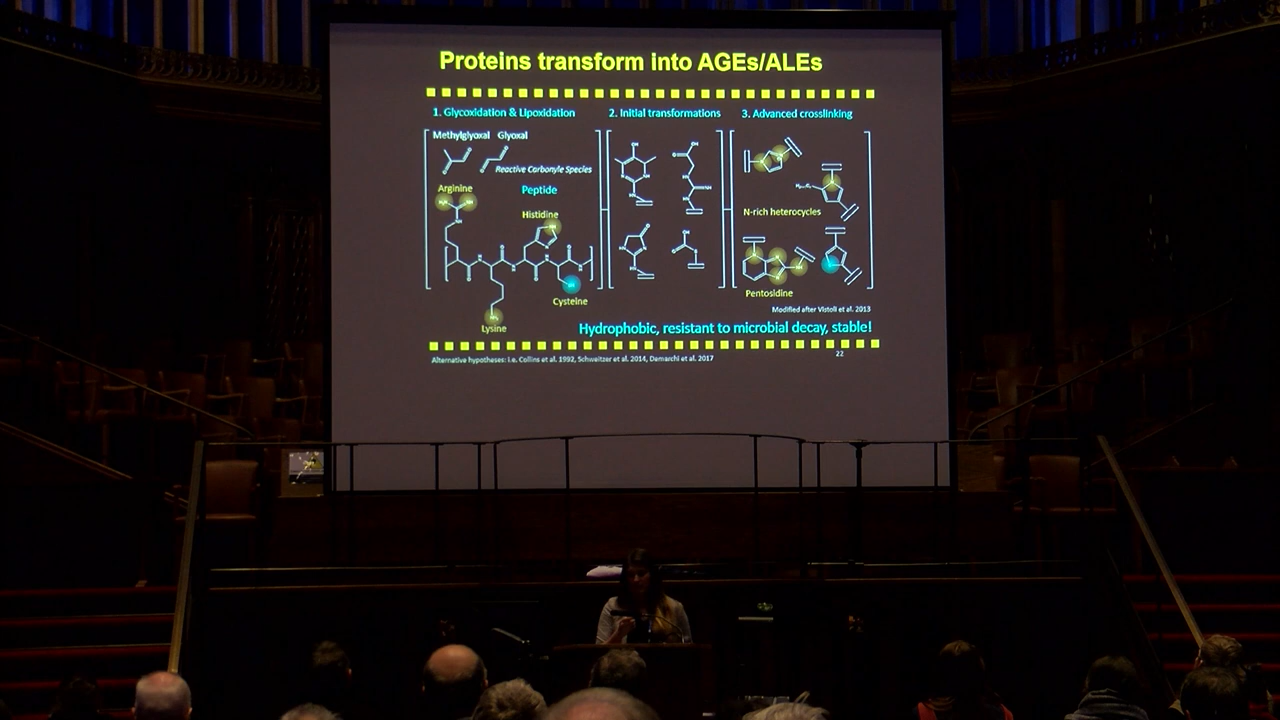 Proteins transform into AGEs/ALEs
1. Glycoxidation & Lipoxidation
2. Initial transformations
3. Advanced crosslinking
Methylglyoxal Glyoxal
Reactive Carbonyle Species
Arginine
Peptide
Histidine
Cysteine
Lysine
N-rich heterocycles
Pentosidine
Modified after Vistoli et al. 2013
Hydrophobic, resistant to microbial decay, stable!
22
Alternative hypotheses: i.e. Collins et al. 1992, Schweitzer et al. 2014, Demarchi et al. 2017